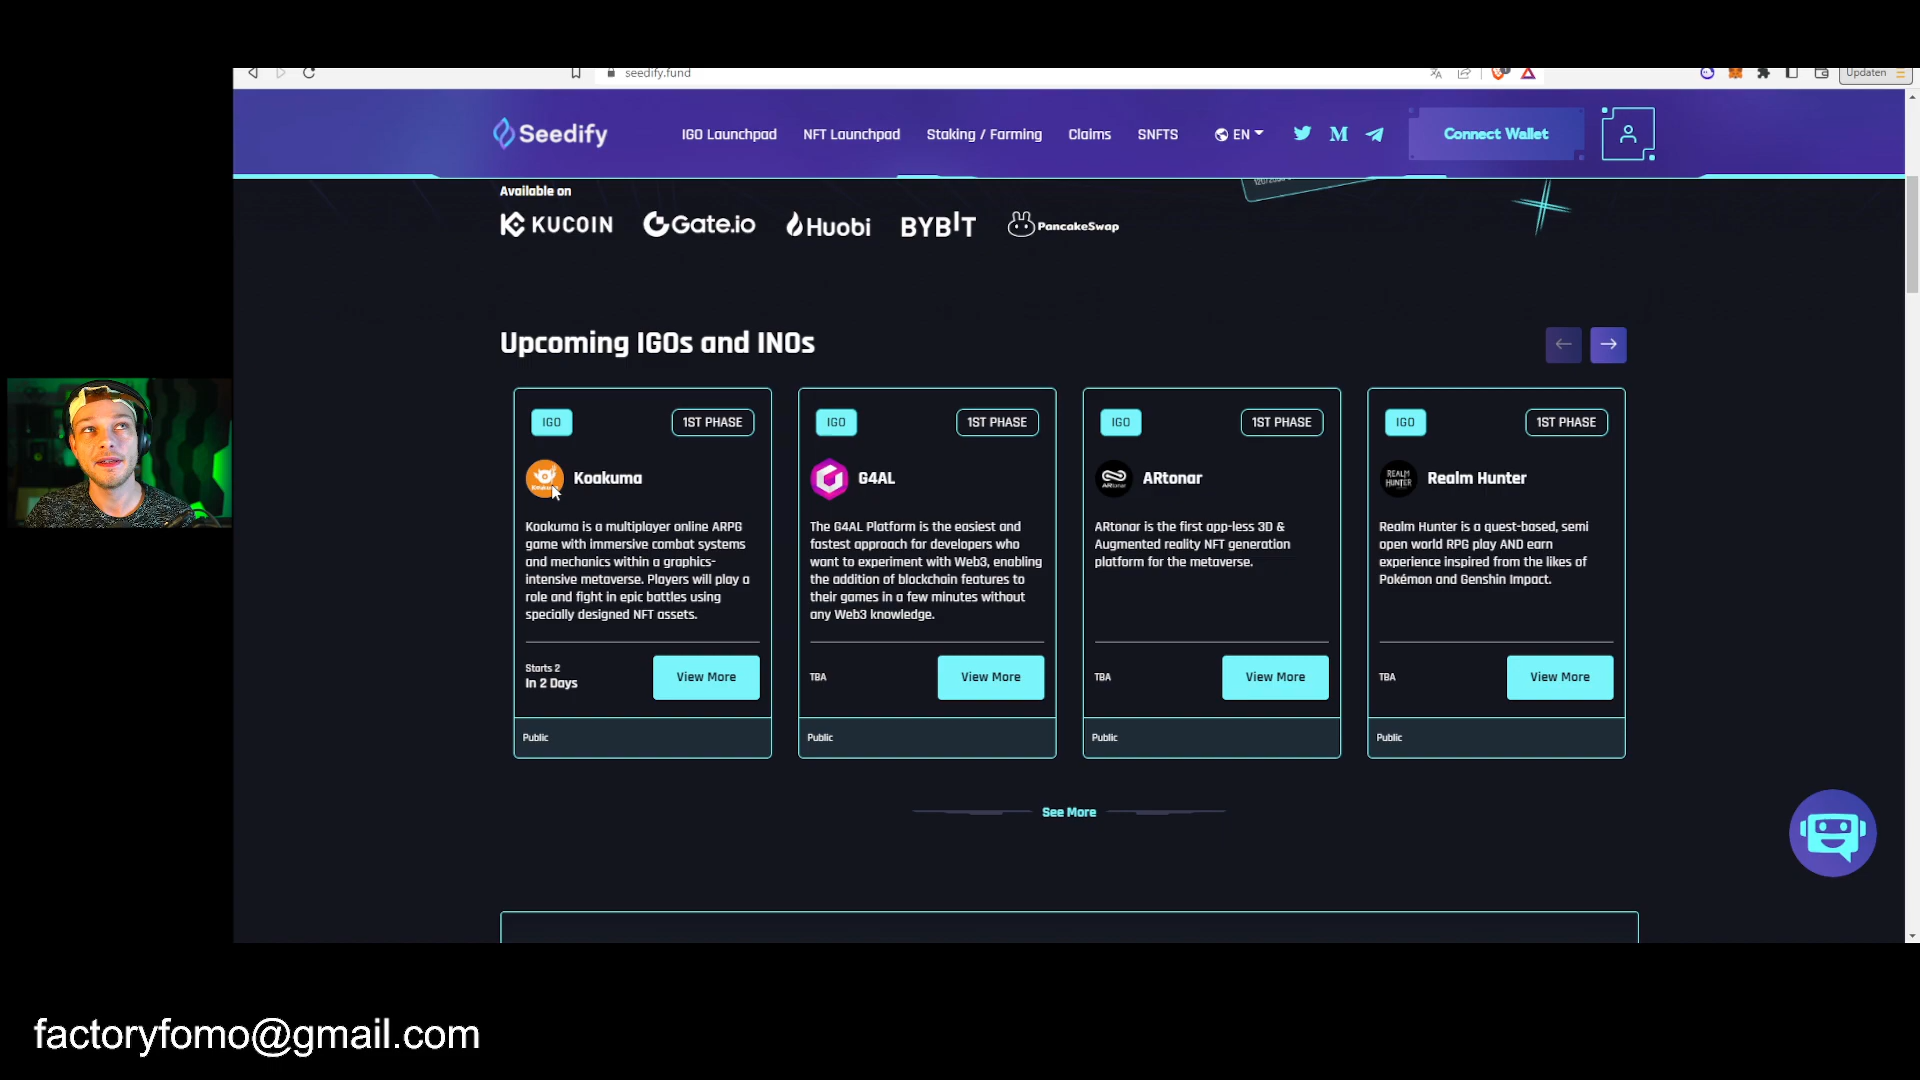 seedify.fund
Updaten
Seedify
IGO Launchpad
NFT Launchpad
Staking / Farming
Claims
SNFTS
EN
Connect Wallet
Available on
KUCOIN
Gate.io
Huobi
BYBIT
PancakeSwap
Upcoming IGOs and INOs
IGO
1ST PHASE
Koakuma
Koakuma is a multiplayer online ARPG
game with immersive combat systems
and mechanics within a graphics-
intensive metaverse. Players will play a
role and fight in epic battles using
specially designed NFT assets.
Starts 2
In 2 Days
View More
Public
IGO
1ST PHASE
G4AL
The G4AL Platform is the easiest and
fastest approach for developers who
want to experiment with Web3, enabling
the addition of blockchain features to
their games in a few minutes without
any Web3 knowledge.
TBA
View More
Public
IGO
1ST PHASE
ARtonar
ARtonar
ARtonar is the first app-less 3D &
Augmented reality NFT generation
platform for the metaverse.
TBA
View More
Public
IGO
1ST PHASE
REALM
HUNTER
Realm Hunter
Realm Hunter is a quest-based, semi
open world RPG play AND earn
experience inspired from the likes of
Pokémon and Genshin Impact.
TBA
View More
Public
See More
factoryfomo@gmail.com